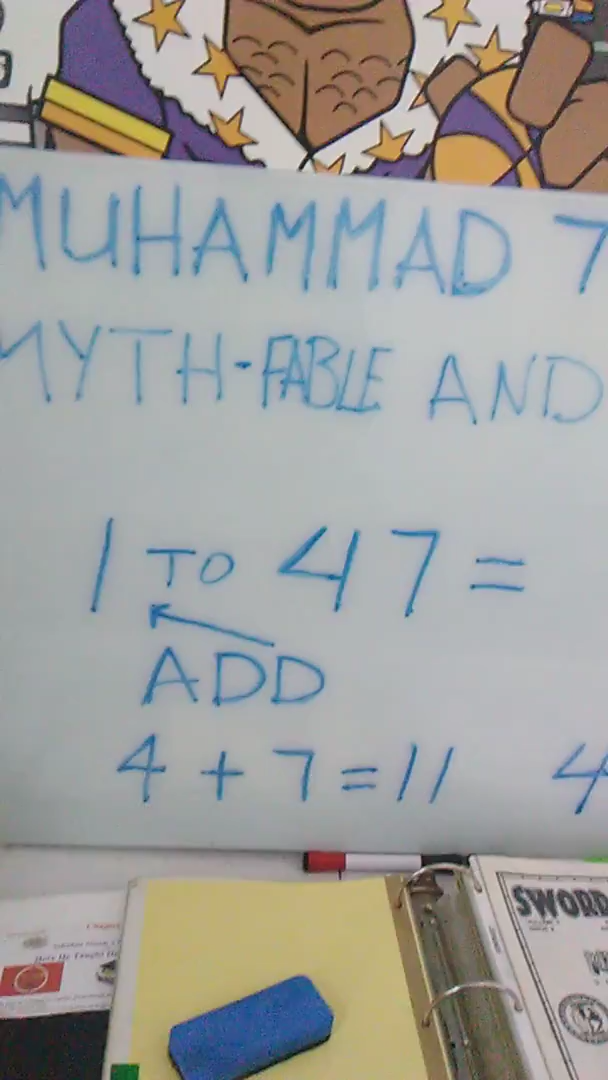 MUHAMMAD 7
MYTH-FABLE AND
1 TO 47 =
ADD
4 + 7 = 11 4
SWORD